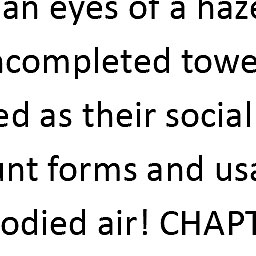 an eyes of a haze
ncompleted towe
ed as their social
unt forms and usa
odied air! CHAPT